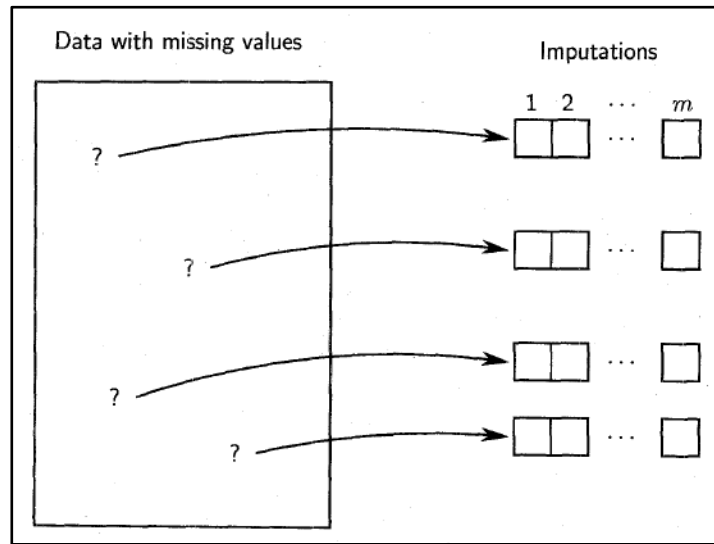 Data with missing values
Imputations
1 2 ··· m
? ···
? ···
? ···
? ···